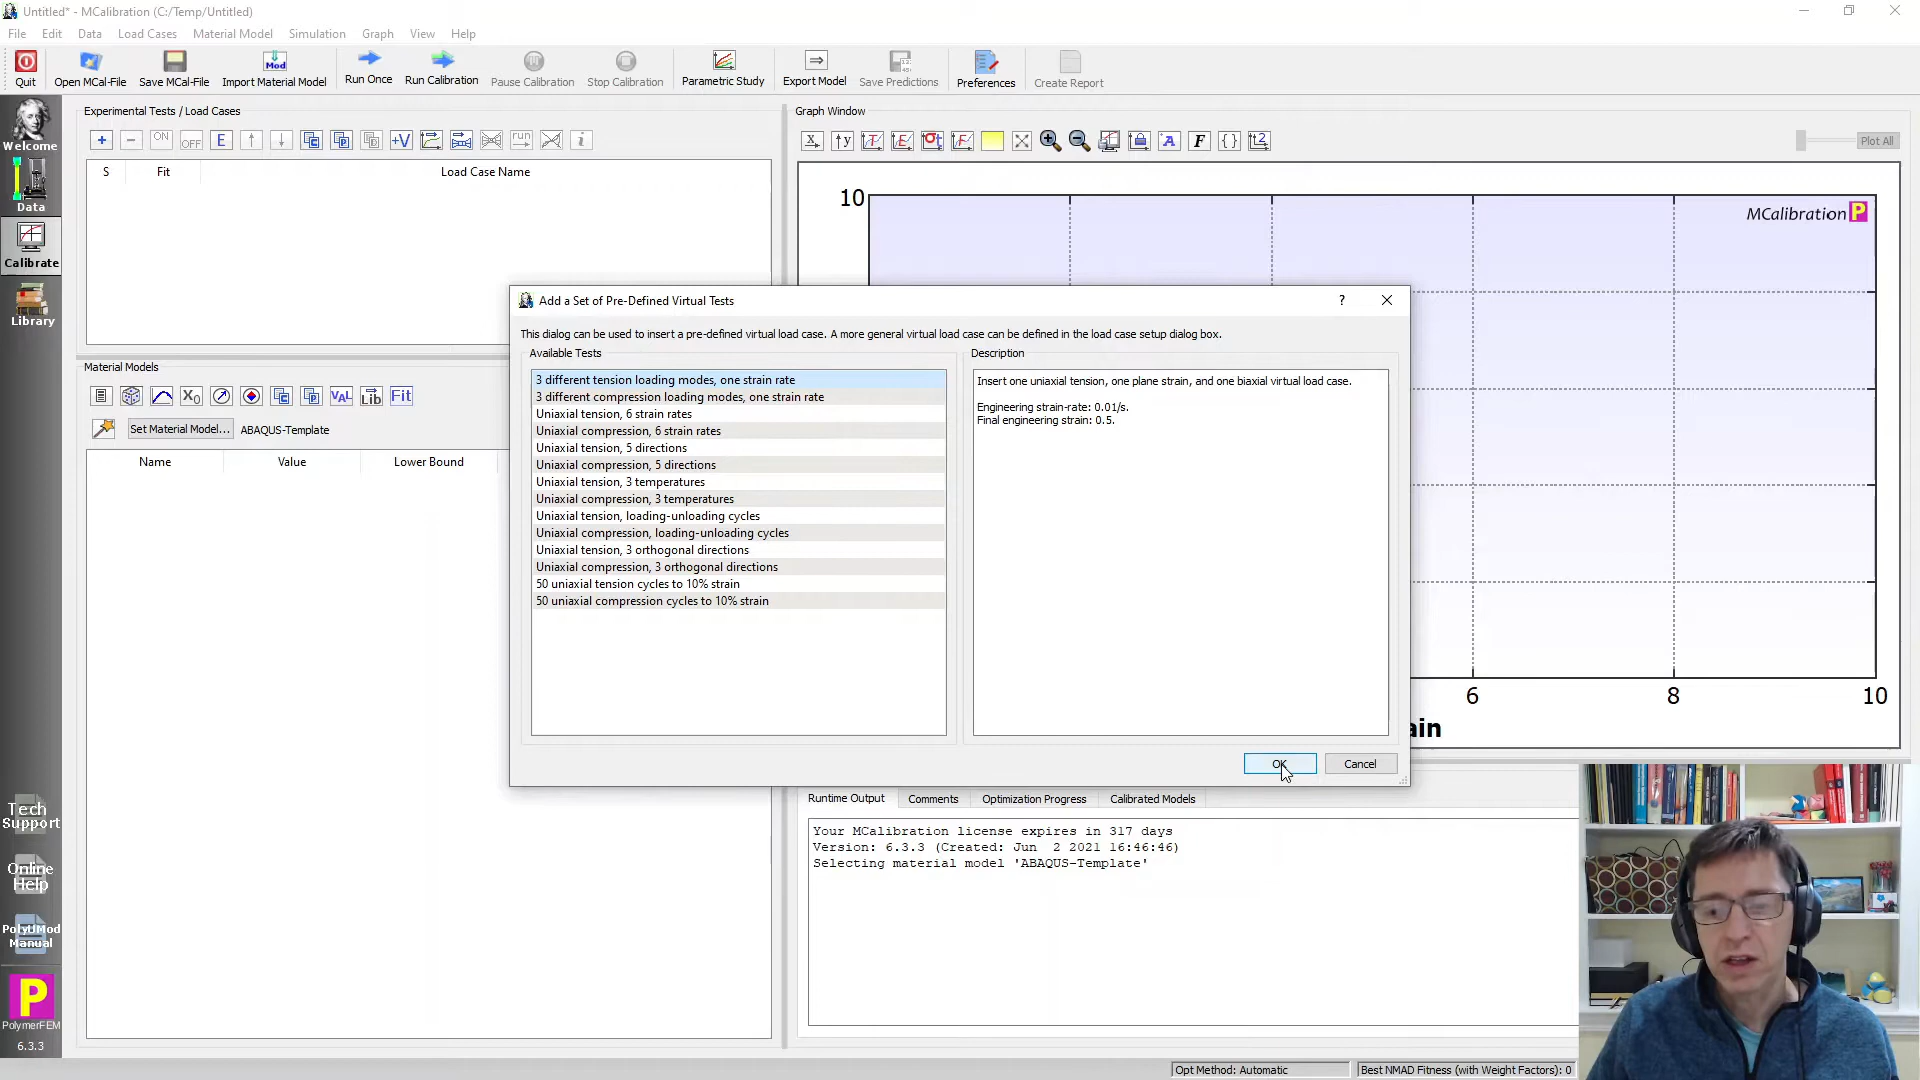 Untitled* - MCalibration (C:/Temp/Untitled)
File Edit Data Load Cases Material Model Simulation Graph View Help
Quit Open MCal-File Save MCal-File Import Material Model Run Once Run Calibration Pause Calibration Stop Calibration Parametric Study Export Model Save Predictions Preferences Create Report
Welcome
Data
Calibrate
Library
Tech
Support
Online
Help
PolyUMod
Manual
P
PolymerFEM
6.3.3
Experimental Tests / Load Cases
+ - ON OFF E +V run i
S Fit Load Case Name
Material Models
X0 VAL Lib Fit
Set Material Model... ABAQUS-Template
Name Value Lower Bound
Graph Window
Plot All
10
MCalibration P
6 8 10
ain
Add a Set of Pre-Defined Virtual Tests
This dialog can be used to insert a pre-defined virtual load case. A more general virtual load case can be defined in the load case setup dialog box.
Available Tests
3 different tension loading modes, one strain rate
3 different compression loading modes, one strain rate
Uniaxial tension, 6 strain rates
Uniaxial compression, 6 strain rates
Uniaxial tension, 5 directions
Uniaxial compression, 5 directions
Uniaxial tension, 3 temperatures
Uniaxial compression, 3 temperatures
Uniaxial tension, loading-unloading cycles
Uniaxial compression, loading-unloading cycles
Uniaxial tension, 3 orthogonal directions
Uniaxial compression, 3 orthogonal directions
50 uniaxial tension cycles to 10% strain
50 uniaxial compression cycles to 10% strain
Description
Insert one uniaxial tension, one plane strain, and one biaxial virtual load case.
Engineering strain-rate: 0.01/s.
Final engineering strain: 0.5.
OK Cancel
Runtime Output Comments Optimization Progress Calibrated Models
Your MCalibration license expires in 317 days
Version: 6.3.3 (Created: Jun 2 2021 16:46:46)
Selecting material model 'ABAQUS-Template'
Opt Method: Automatic Best NMAD Fitness (with Weight Factors): 0